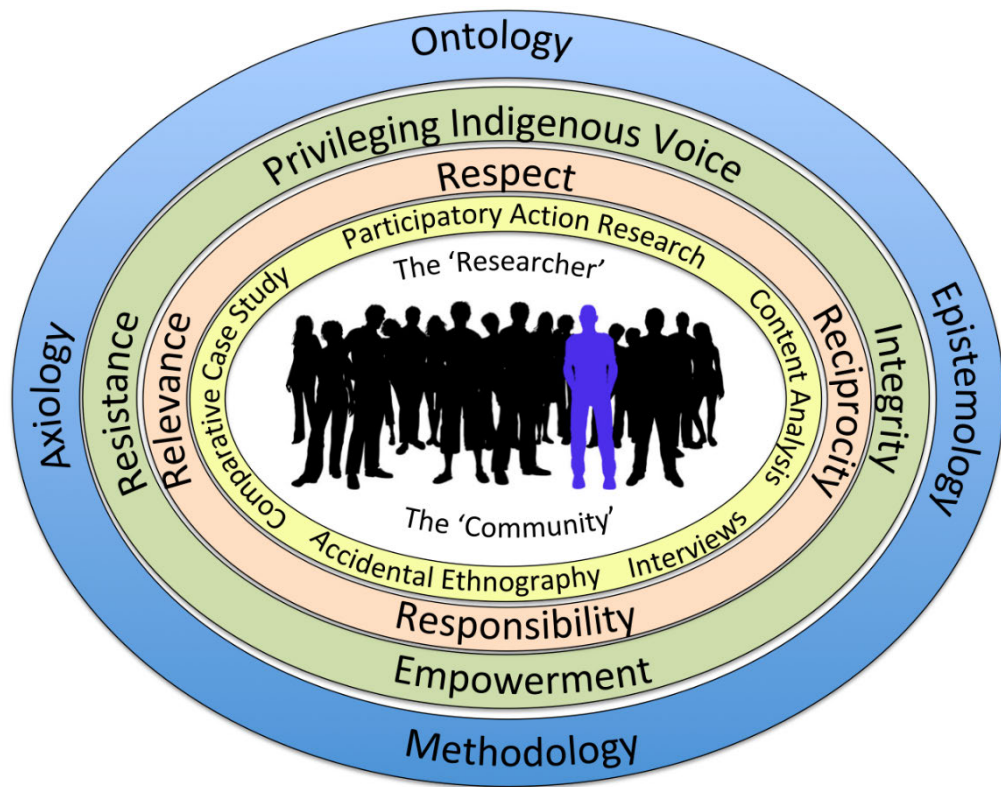 Ontology
Privileging Indigenous Voice
Respect
Participatory Action Research
The ‘Researcher’
Axiology
Resistance
Relevance
Comparative Case Study
Content Analysis
Reciprocity
Integrity
Epistemology
The ‘Community’
Accidental Ethnography
Interviews
Responsibility
Empowerment
Methodology